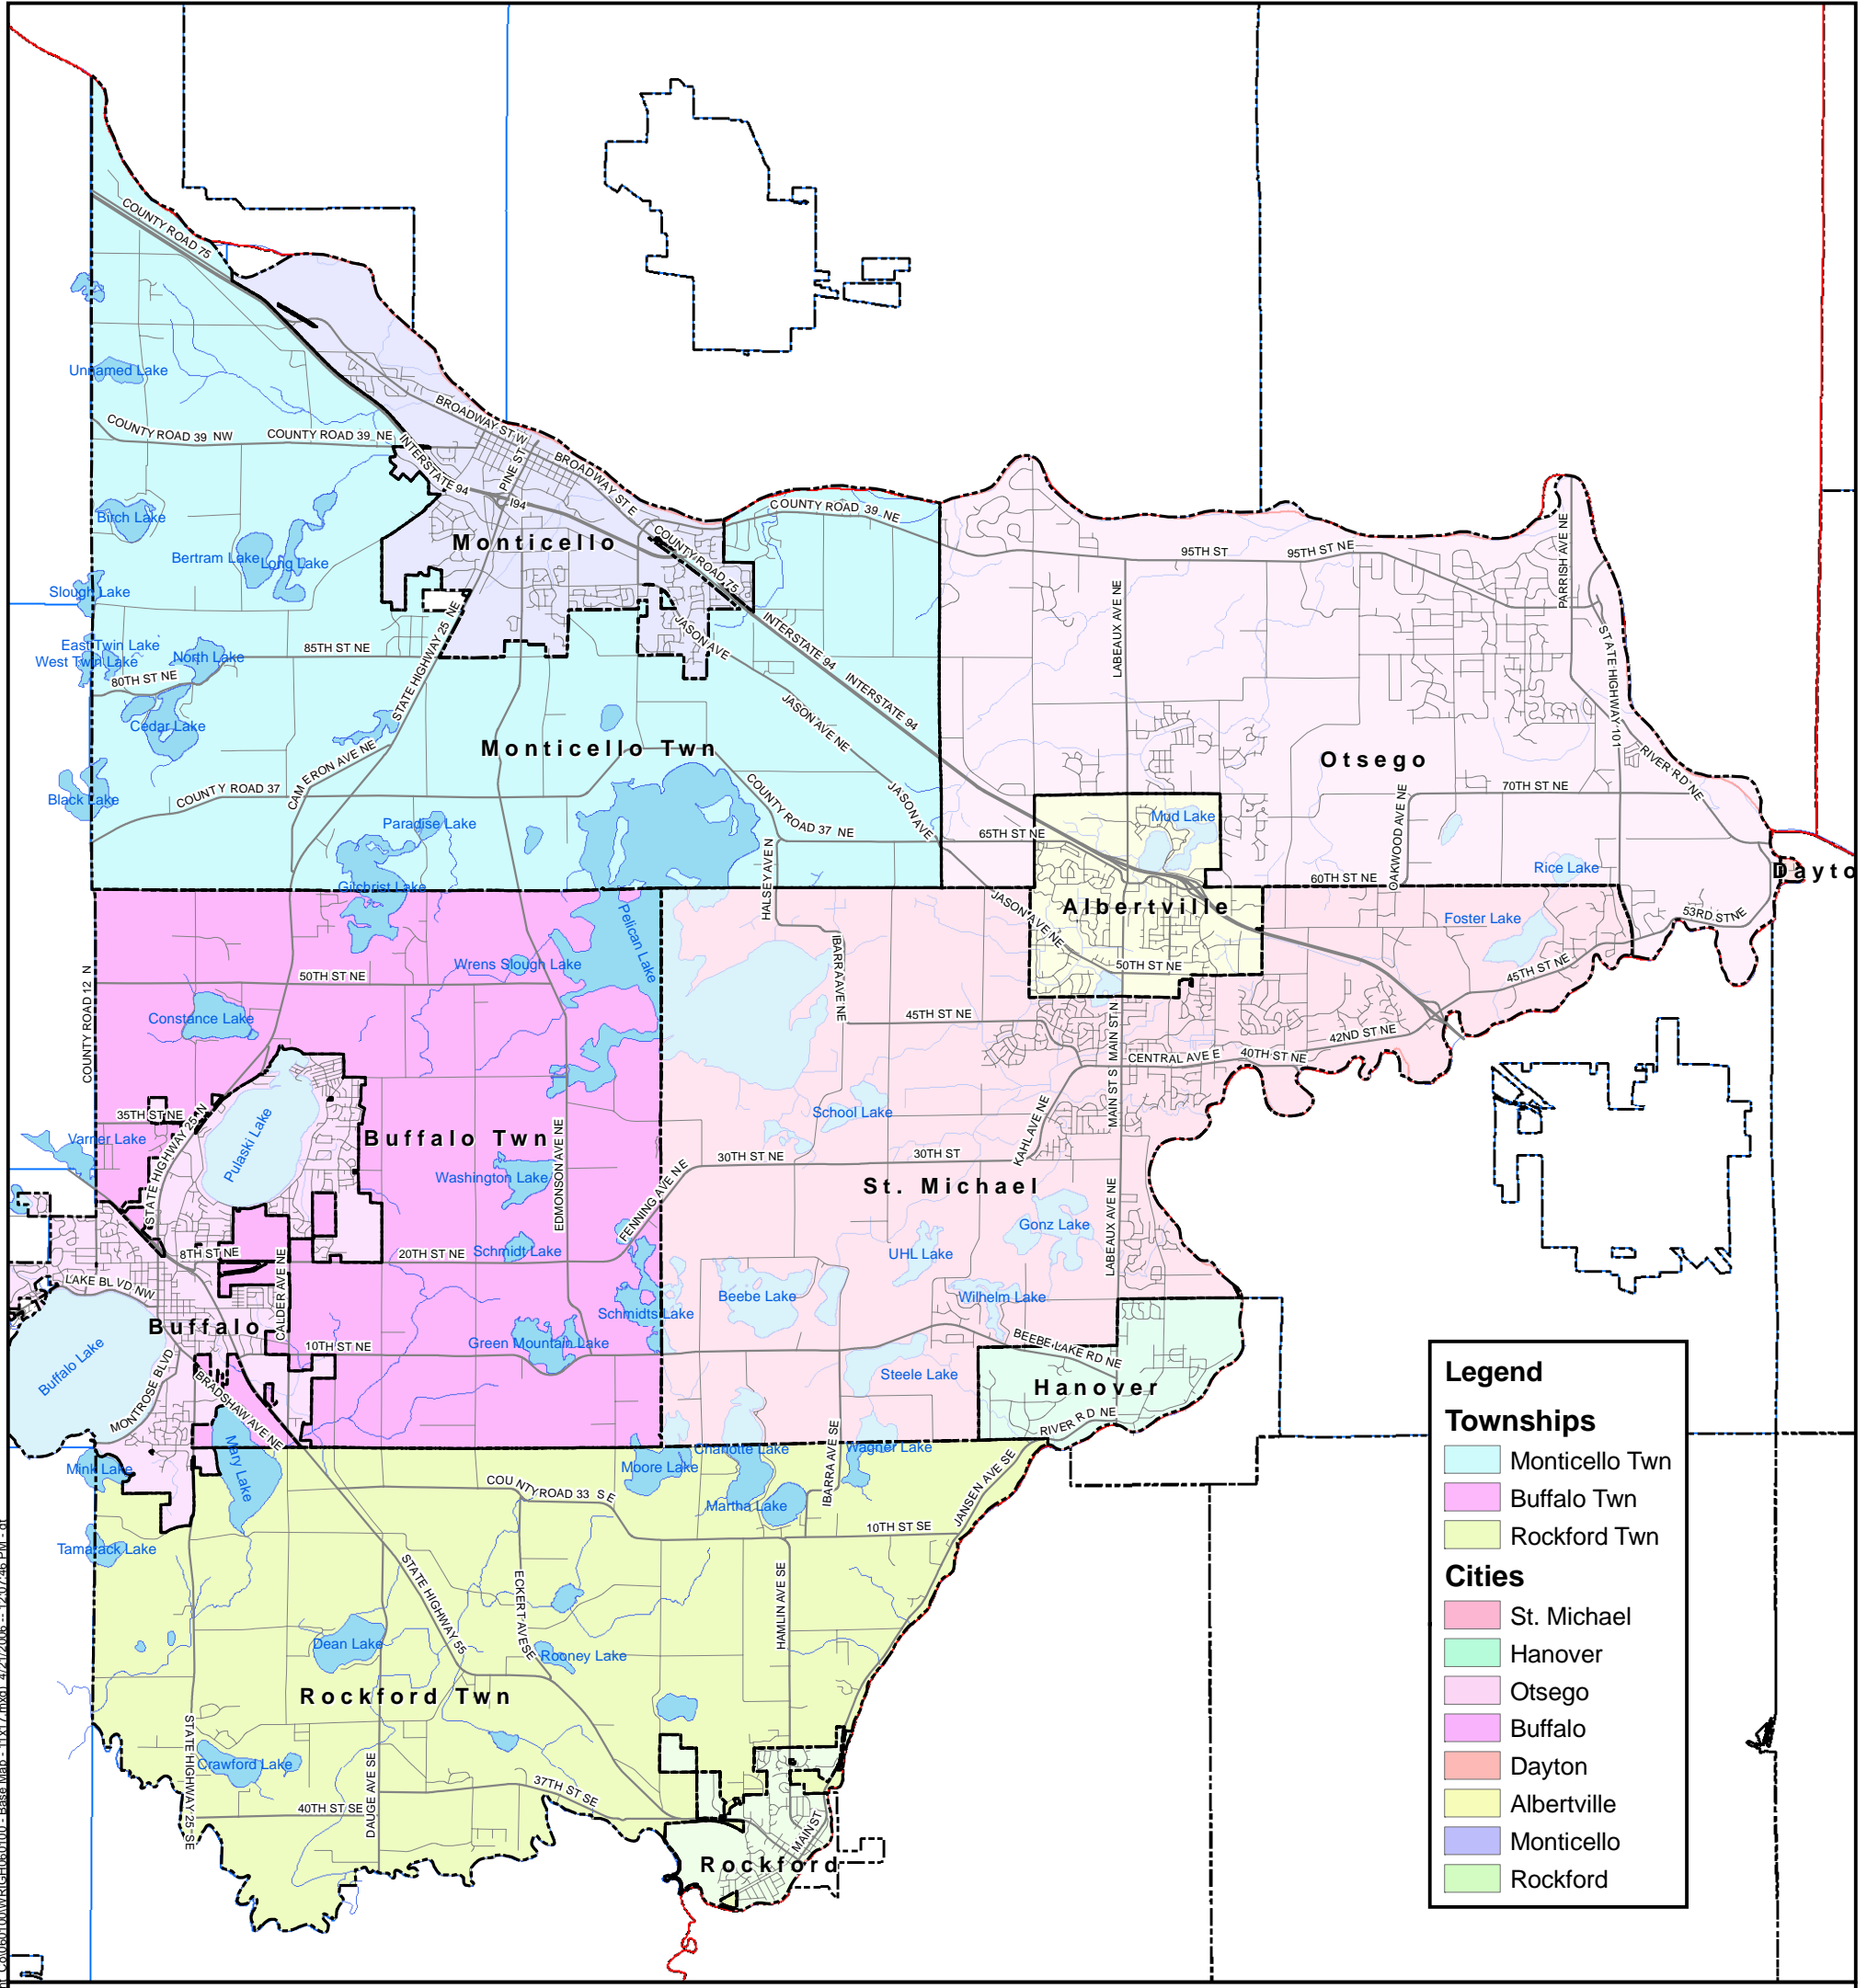 COUNTY ROAD 75
Unnamed Lake
COUNTY ROAD 39 NW
COUNTY ROAD 39 NE
BROADWAY ST W
INTERSTATE 94
PINE ST
I94
BROADWAY ST E
COUNTY ROAD 39 NE
Birch Lake
Bertram Lake
Long Lake
Monticello
COUNTY ROAD 75
95TH ST
95TH ST NE
PARRISH AVE NE
Slough Lake
East Twin Lake
West Twin Lake
North Lake
85TH ST NE
80TH ST NE
STATE HIGHWAY 25 NE
JASON AVE
INTERSTATE 94
INTERSTATE 94
LABEAUX AVE NE
STATE HIGHWAY 101
Cedar Lake
Monticello Twn
JASON AVE NE
Otsego
RIVER RD NE
CAMERON AVE NE
COUNTY ROAD 37
Black Lake
Paradise Lake
COUNTY ROAD 37 NE
JASON AVE
70TH ST NE
OAKWOOD AVE NE
Mud Lake
65TH ST NE
HALSEY AVE N
Gilchrist Lake
Rice Lake
Dayto
60TH ST NE
Albertville
JASON AVE NE
Foster Lake
53RD ST NE
Pelican Lake
IBARRA AVE NE
Wrens Slough Lake
50TH ST NE
50TH ST NE
45TH ST NE
COUNTY ROAD 12 N
Constance Lake
45TH ST NE
MAIN ST N
MAIN ST S
42ND ST NE
CENTRAL AVE E
40TH ST NE
35TH ST NE
Varner Lake
STATE HIGHWAY 25 N
Pulaski Lake
Buffalo Twn
EDMONSON AVE NE
School Lake
KAHL AVE NE
30TH ST NE
30TH ST
Washington Lake
St. Michael
FENNING AVE NE
LABEAUX AVE NE
Gonz Lake
8TH ST NE
20TH ST NE
Schmidt Lake
UHL Lake
LAKE BLVD NW
CALDER AVE NE
Beebe Lake
Wilhelm Lake
Schmidts Lake
Buffalo
10TH ST NE
Green Mountain Lake
BEEBE LAKE RD NE
Buffalo Lake
MONTROSE BLVD
BRADSHAW AVE NE
Steele Lake
Hanover
RIVER RD NE
Mink Lake
Mary Lake
Moore Lake
Charlotte Lake
Wagner Lake
IBARRA AVE SE
JANSEN AVE SE
COUNTY ROAD 33 SE
Martha Lake
10TH ST SE
Tamarack Lake
STATE HIGHWAY 55
ECKERT AVE SE
HAMLIN AVE SE
Dean Lake
Rooney Lake
Rockford Twn
STATE HIGHWAY 25 SE
Crawford Lake
DAUGE AVE SE
40TH ST SE
37TH ST SE
MAIN ST
Rockford
Legend
Townships
Monticello Twn
Buffalo Twn
Rockford Twn
Cities
St. Michael
Hanover
Otsego
Buffalo
Dayton
Albertville
Monticello
Rockford